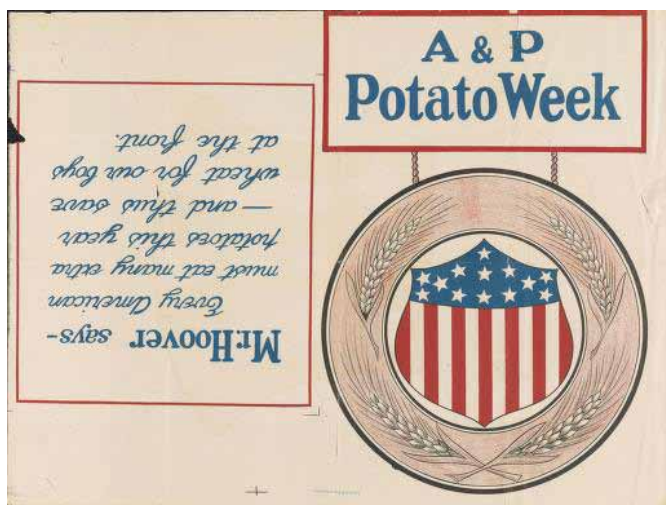 A & P
Potato Week
Mr. Hoover says-
Every American
must eat many extra
potatoes this year
— and thus save
wheat for our boys
at the front.